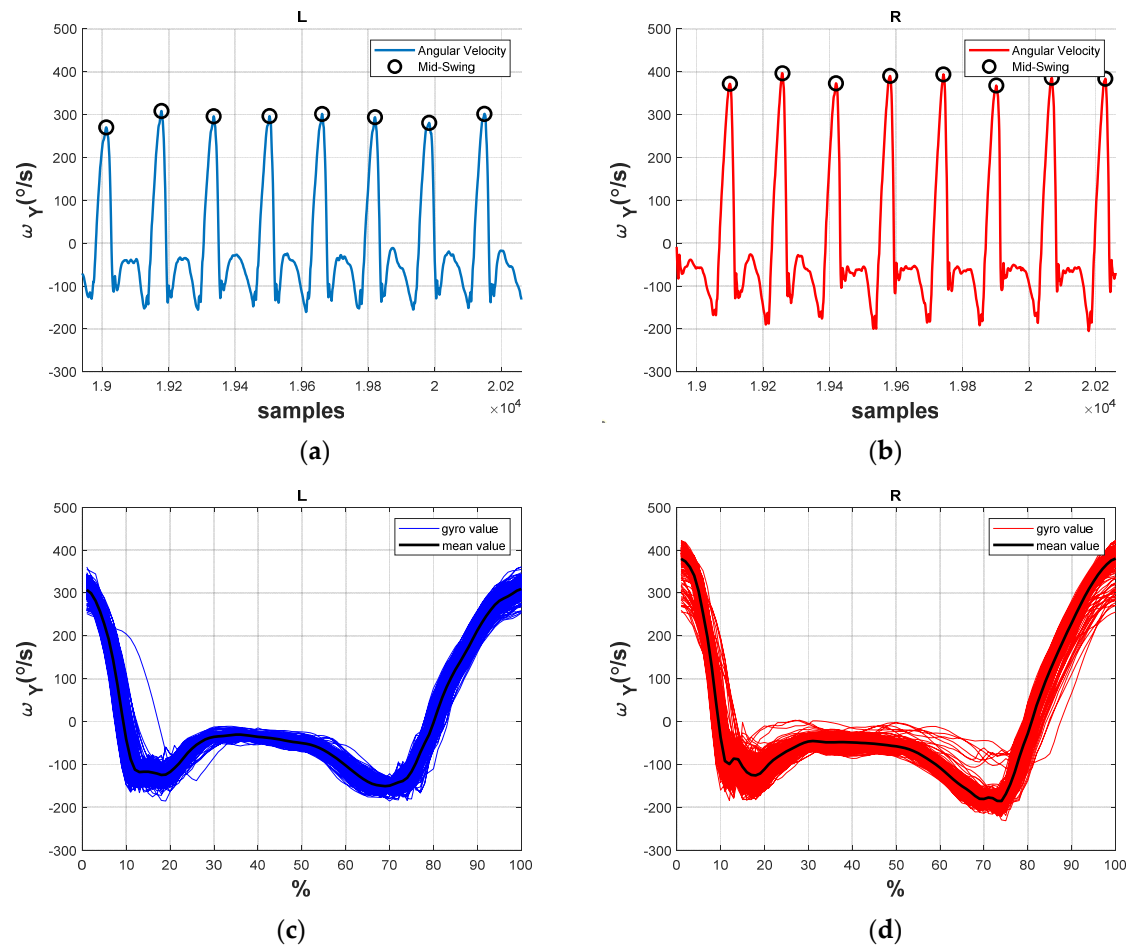 L
500
400
300
200
100
0
-100
-200
-300
ω Y(°/s)
Angular Velocity
Mid-Swing
1.9 1.92 1.94 1.96 1.98 2 2.02
samples
×10⁴
(a)
R
500
400
300
200
100
0
-100
-200
-300
ω Y(°/s)
Angular Velocity
Mid-Swing
1.9 1.92 1.94 1.96 1.98 2 2.02
samples
×10⁴
(b)
L
500
400
300
200
100
0
-100
-200
-300
ω Y(°/s)
gyro value
mean value
0 10 20 30 40 50 60 70 80 90 100
%
(c)
R
500
400
300
200
100
0
-100
-200
-300
ω Y(°/s)
gyro value
mean value
0 10 20 30 40 50 60 70 80 90 100
%
(d)